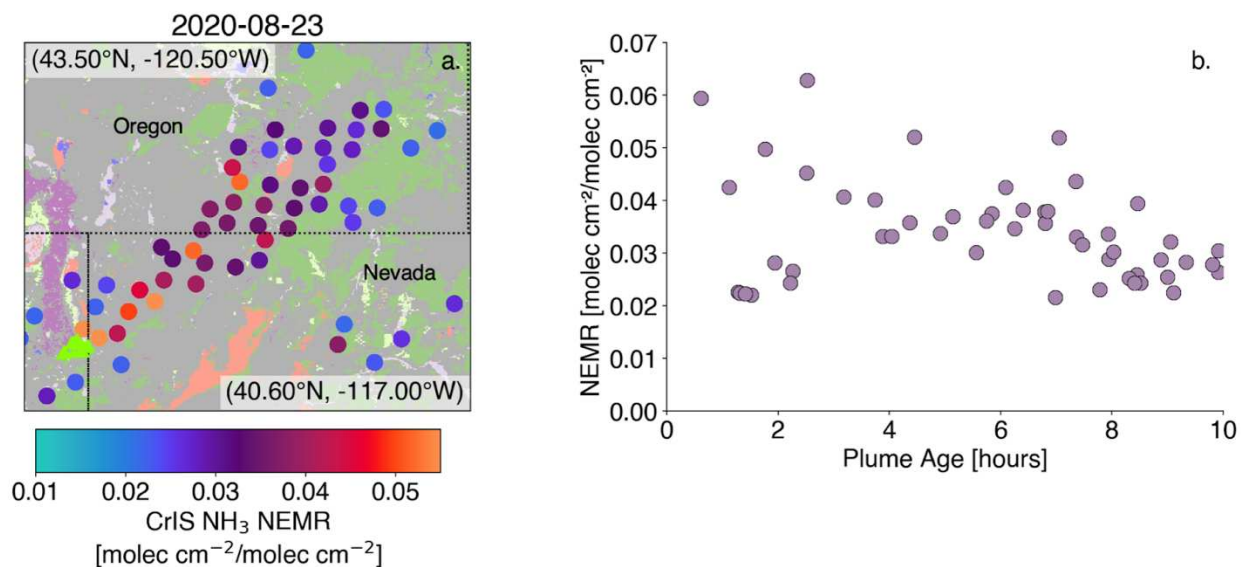 2020-08-23
(43.50°N, -120.50°W)
a.
Oregon
Nevada
(40.60°N, -117.00°W)
0.01 0.02 0.03 0.04 0.05
CrIS NH₃ NEMR
[molec cm⁻²/molec cm⁻²]
b.
NEMR [molec cm⁻²/molec cm⁻²]
0.07
0.06
0.05
0.04
0.03
0.02
0.01
0.00
0 2 4 6 8 10
Plume Age [hours]